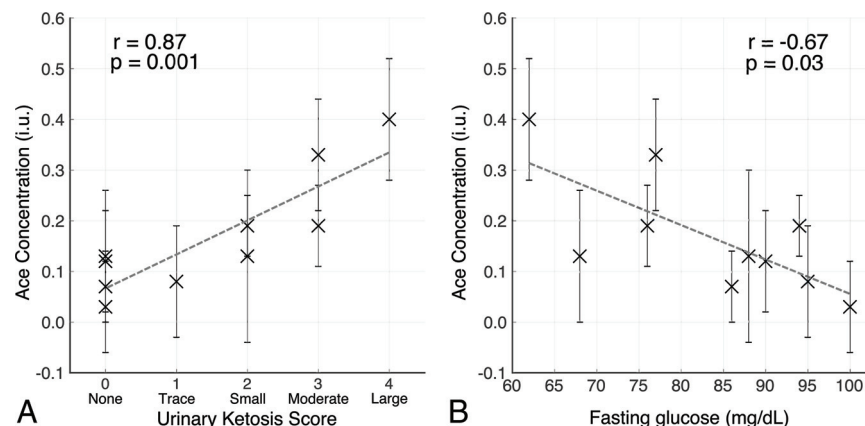 r = 0.87
p = 0.001
Ace Concentration (i.u.)
0.6
0.5
0.4
0.3
0.2
0.1
0.0
-0.1
0 1 2 3 4
None Trace Small Moderate Large
A Urinary Ketosis Score
r = -0.67
p = 0.03
Ace Concentration (i.u.)
0.6
0.5
0.4
0.3
0.2
0.1
0.0
-0.1
60 65 70 75 80 85 90 95 100
B Fasting glucose (mg/dL)